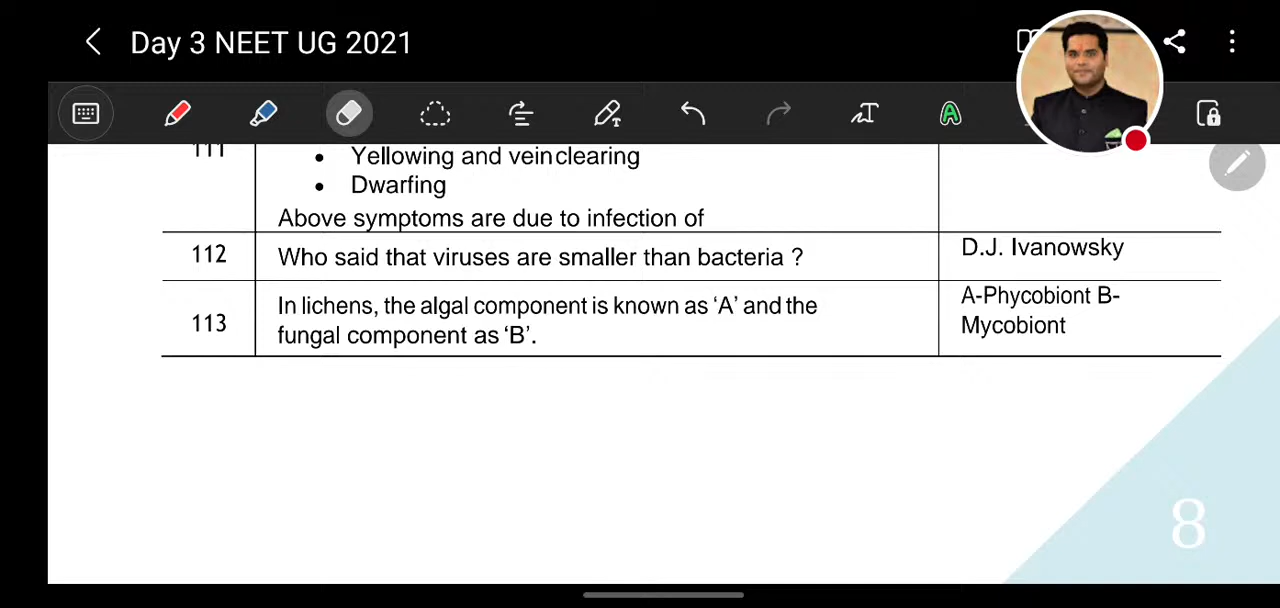 Day 3 NEET UG 2021
111
• Yellowing and vein clearing
• Dwarfing
Above symptoms are due to infection of
112 Who said that viruses are smaller than bacteria ? D.J. Ivanowsky
113 In lichens, the algal component is known as ‘A’ and the fungal component as ‘B’. A-Phycobiont B-
Mycobiont
8